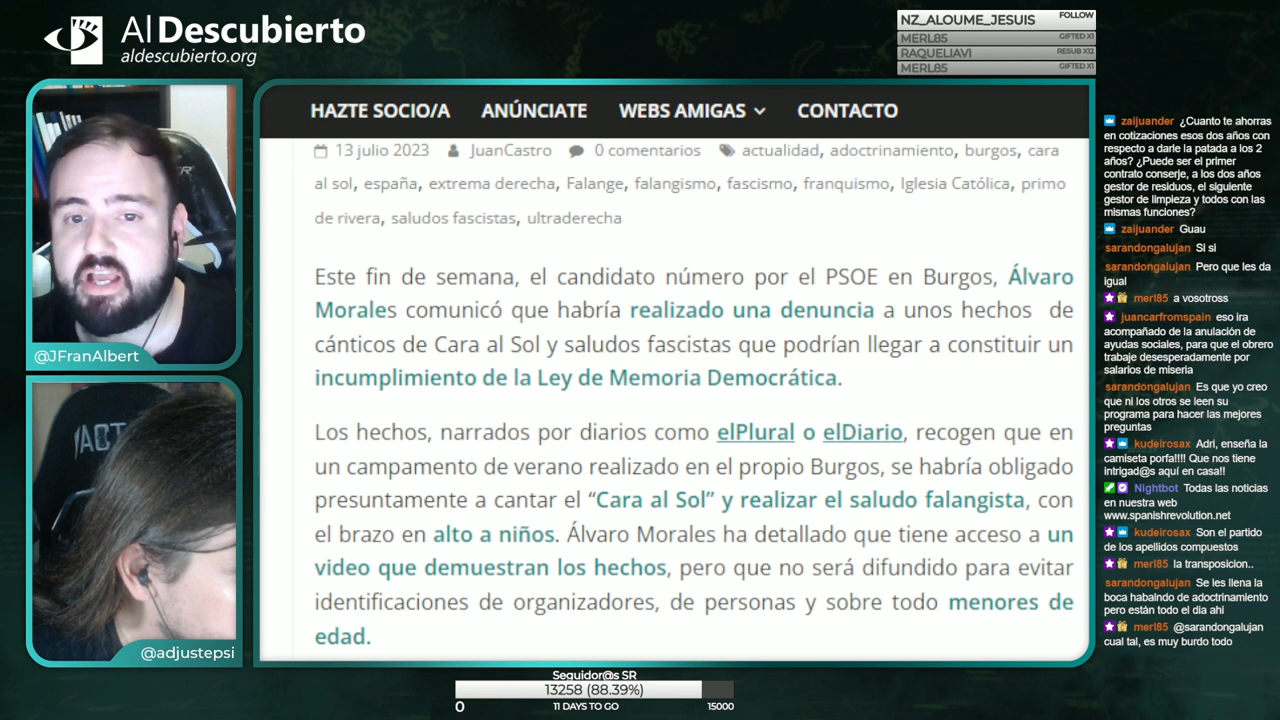 Al Descubierto
aldescubierto.org
NZ_ALOUME_JESUIS FOLLOW
MERL85 GIFTED X1
RAQUELIAVI RESUB X12
MERL85 GIFTED X1
@JFranAlbert
@adjustepsi
HAZTE SOCIO/A ANÚNCIATE WEBS AMIGAS CONTACTO
13 julio 2023 JuanCastro 0 comentarios actualidad, adoctrinamiento, burgos, cara
al sol, españa, extrema derecha, Falange, falangismo, fascismo, franquismo, Iglesia Católica, primo
de rivera, saludos fascistas, ultraderecha
Este fin de semana, el candidato número por el PSOE en Burgos, Álvaro
Morales comunicó que habría realizado una denuncia a unos hechos de
cánticos de Cara al Sol y saludos fascistas que podrían llegar a constituir un
incumplimiento de la Ley de Memoria Democrática.
Los hechos, narrados por diarios como elPlural o elDiario, recogen que en
un campamento de verano realizado en el propio Burgos, se habría obligado
presuntamente a cantar el “Cara al Sol” y realizar el saludo falangista, con
el brazo en alto a niños. Álvaro Morales ha detallado que tiene acceso a un
video que demuestran los hechos, pero que no será difundido para evitar
identificaciones de organizadores, de personas y sobre todo menores de
edad.
zaijuander ¿Cuanto te ahorras
en cotizaciones esos dos años con
respecto a darle la patada a los 2
años? ¿Puede ser el primer
contrato conserje, a los dos años
gestor de residuos, el siguiente
gestor de limpieza y todos con las
mismas funciones?
zaijuander Guau
sarandongalujan Si si
sarandongalujan Pero que les da
igual
merl85 a vosotross
juancarfromspain eso ira
acompañado de la anulación de
ayudas sociales, para que el obrero
trabaje desesperadamente por
salarios de miseria
sarandongalujan Es que yo creo
que ni los otros se leen su
programa para hacer las mejores
preguntas
kudeirosax Adri, enseña la
camiseta porfa!!!! Que nos tiene
intrigad@s aquí en casa!!
Nightbot Todas las noticias
en nuestra web
www.spanishrevolution.net
kudeirosax Son el partido
de los apellidos compuestos
merl85 la transposicion..
sarandongalujan Se les llena la
boca habalndo de adoctrinamiento
pero están todo el dia ahi
merl85 @sarandongalujan
cual tal, es muy burdo todo
Seguidor@s SR
13258 (88.39%)
0 11 DAYS TO GO 15000